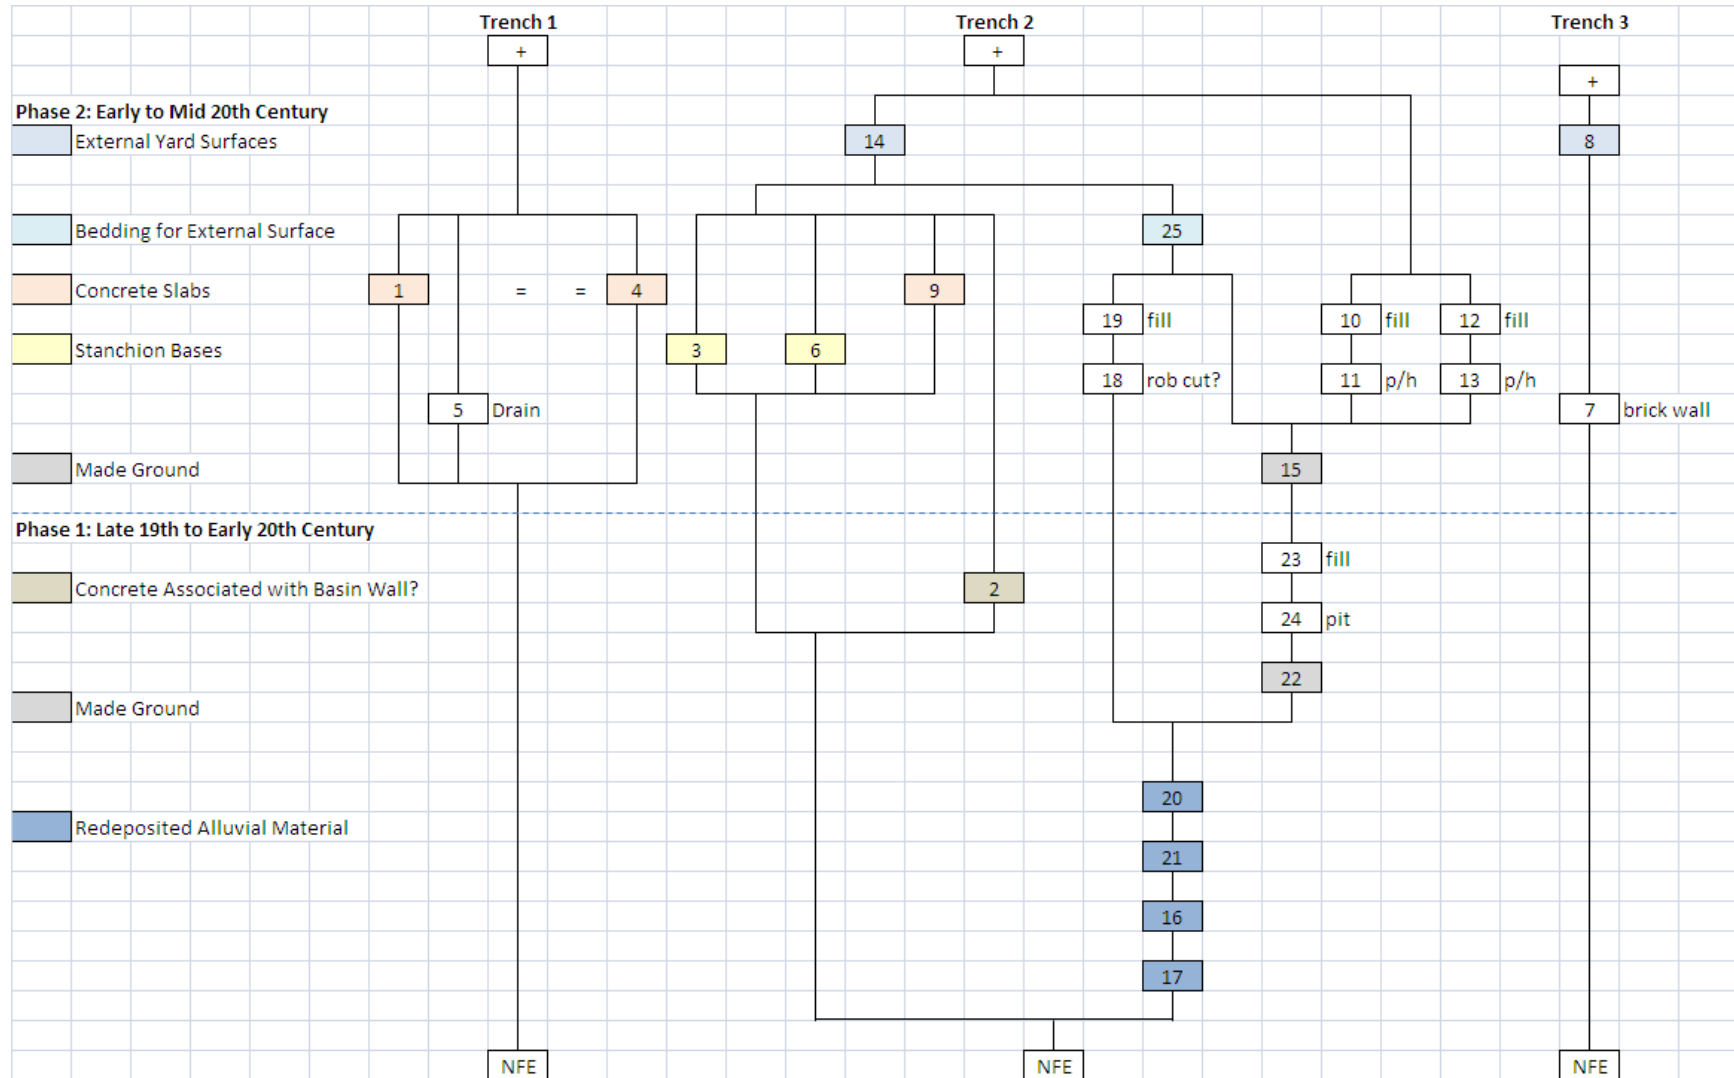 Trench 1 Trench 2 Trench 3
+ +
+
Phase 2: Early to Mid 20th Century
External Yard Surfaces 14 8
Bedding for External Surface 25
Concrete Slabs 1 = = 4 9
19 fill 10 fill 12 fill
Stanchion Bases 3 6
18 rob cut? 11 p/h 13 p/h
5 Drain 7 brick wall
Made Ground 15
Phase 1: Late 19th to Early 20th Century
23 fill
Concrete Associated with Basin Wall? 2
24 pit
22
Made Ground
20
Redeposited Alluvial Material
21
16
17
NFE NFE NFE